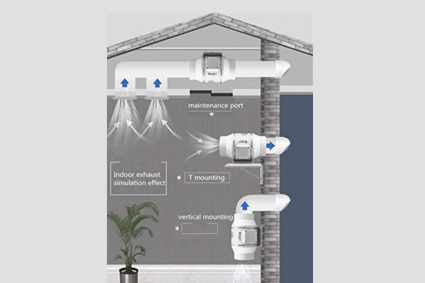 maintenance port
Indoor exhaust
simulation effect
T mounting
vertical mounting